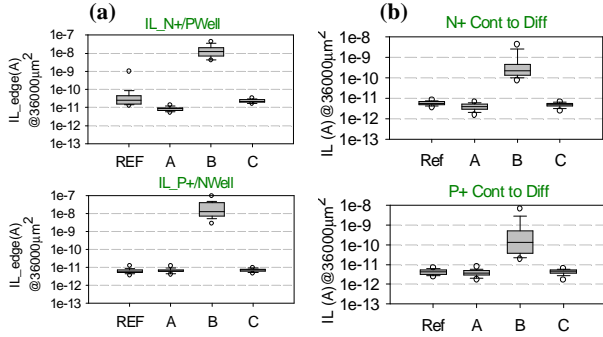 (a)
IL_N+/PWell
IL_edge(A)
@36000µm2
1e-7
1e-8
1e-9
1e-10
1e-11
1e-12
1e-13
REF A B C
IL_P+/NWell
IL_edge(A)
@36000µm2
1e-7
1e-8
1e-9
1e-10
1e-11
1e-12
1e-13
REF A B C
(b)
N+ Cont to Diff
IL (A)@36000µm2
1e-8
1e-9
1e-10
1e-11
1e-12
1e-13
Ref A B C
P+ Cont to Diff
IL (A)@36000µm2
1e-8
1e-9
1e-10
1e-11
1e-12
1e-13
Ref A B C